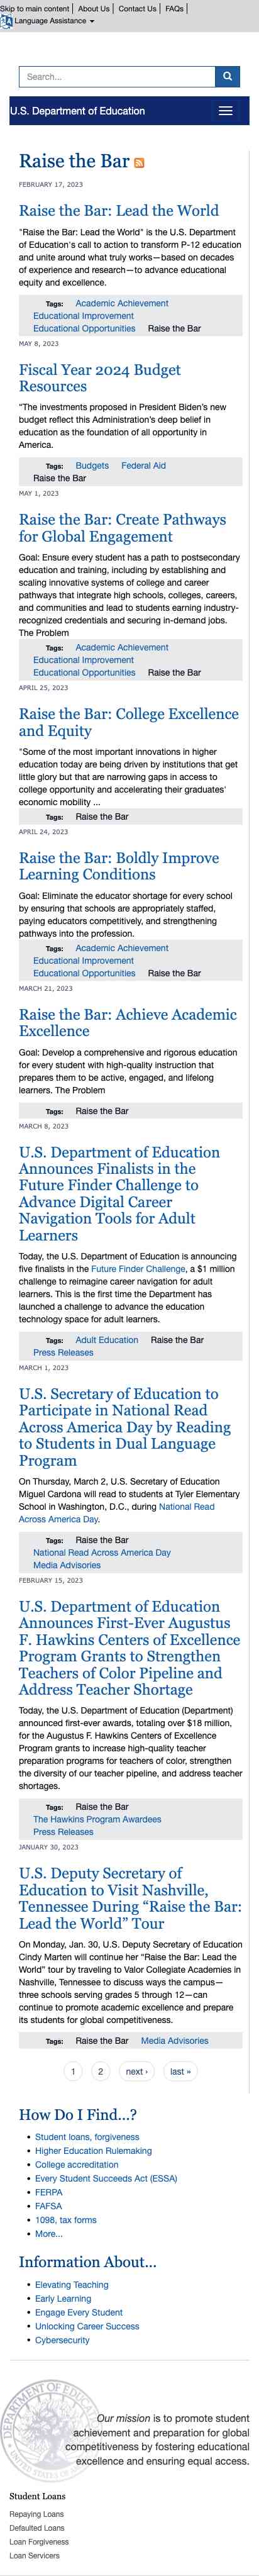 Skip to main content
About Us
Contact Us
FAQs
Language Assistance
Search...
U.S. Department of Education
Raise the Bar
FEBRUARY 17, 2023
Raise the Bar: Lead the World
"Raise the Bar: Lead the World" is the U.S. Department
of Education's call to action to transform P-12 education
and unite around what truly works—based on decades
of experience and research—to advance educational
equity and excellence.
Tags: Academic Achievement
Educational Improvement
Educational Opportunities Raise the Bar
MAY 8, 2023
Fiscal Year 2024 Budget
Resources
"The investments proposed in President Biden's new
budget reflect this Administration's deep belief in
education as the foundation of all opportunity in
America.
Tags: Budgets Federal Aid
Raise the Bar
MAY 1, 2023
Raise the Bar: Create Pathways
for Global Engagement
Goal: Ensure every student has a path to postsecondary
education and training, including by establishing and
scaling innovative systems of college and career
pathways that integrate high schools, colleges, careers,
and communities and lead to students earning industry-
recognized credentials and securing in-demand jobs.
The Problem
Tags: Academic Achievement
Educational Improvement
Educational Opportunities Raise the Bar
APRIL 25, 2023
Raise the Bar: College Excellence
and Equity
"Some of the most important innovations in higher
education today are being driven by institutions that get
little glory but that are narrowing gaps in access to
college opportunity and accelerating their graduates'
economic mobility ...
Tags: Raise the Bar
APRIL 24, 2023
Raise the Bar: Boldly Improve
Learning Conditions
Goal: Eliminate the educator shortage for every school
by ensuring that schools are appropriately staffed,
paying educators competitively, and strengthening
pathways into the profession.
Tags: Academic Achievement
Educational Improvement
Educational Opportunities Raise the Bar
MARCH 21, 2023
Raise the Bar: Achieve Academic
Excellence
Goal: Develop a comprehensive and rigorous education
for every student with high-quality instruction that
prepares them to be active, engaged, and lifelong
learners. The Problem
Tags: Raise the Bar
MARCH 8, 2023
U.S. Department of Education
Announces Finalists in the
Future Finder Challenge to
Advance Digital Career
Navigation Tools for Adult
Learners
Today, the U.S. Department of Education is announcing
five finalists in the Future Finder Challenge, a $1 million
challenge to reimagine career navigation for adult
learners. This is the first time the Department has
launched a challenge to advance the education
technology space for adult learners.
Tags: Adult Education Raise the Bar
Press Releases
MARCH 1, 2023
U.S. Secretary of Education to
Participate in National Read
Across America Day by Reading
to Students in Dual Language
Program
On Thursday, March 2, U.S. Secretary of Education
Miguel Cardona will read to students at Tyler Elementary
School in Washington, D.C., during National Read
Across America Day.
Tags: Raise the Bar
National Read Across America Day
Media Advisories
FEBRUARY 15, 2023
U.S. Department of Education
Announces First-Ever Augustus
F. Hawkins Centers of Excellence
Program Grants to Strengthen
Teachers of Color Pipeline and
Address Teacher Shortage
Today, the U.S. Department of Education (Department)
announced first-ever awards, totaling over $18 million,
for the Augustus F. Hawkins Centers of Excellence
Program grants to increase high-quality teacher
preparation programs for teachers of color, strengthen
the diversity of our teacher pipeline, and address teacher
shortages.
Tags: Raise the Bar
The Hawkins Program Awardees
Press Releases
JANUARY 30, 2023
U.S. Deputy Secretary of
Education to Visit Nashville,
Tennessee During “Raise the Bar:
Lead the World” Tour
On Monday, Jan. 30, U.S. Deputy Secretary of Education
Cindy Marten will continue her “Raise the Bar: Lead the
World” tour by traveling to Valor Collegiate Academies in
Nashville, Tennessee to discuss ways the campus—
three schools serving grades 5 through 12—can
continue to promote academic excellence and prepare
its students for global competitiveness.
Tags: Raise the Bar Media Advisories
1 2 next › last »
How Do I Find...?
• Student loans, forgiveness
• Higher Education Rulemaking
• College accreditation
• Every Student Succeeds Act (ESSA)
• FERPA
• FAFSA
• 1098, tax forms
• More...
Information About...
• Elevating Teaching
• Early Learning
• Engage Every Student
• Unlocking Career Success
• Cybersecurity
Our mission is to promote student
achievement and preparation for global
competitiveness by fostering educational
excellence and ensuring equal access.
Student Loans
Repaying Loans
Defaulted Loans
Loan Forgiveness
Loan Servicers